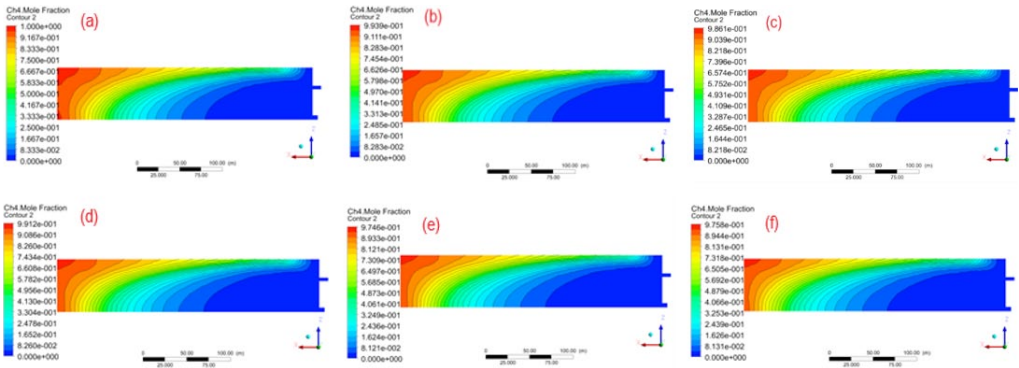 Ch4.Mole Fraction
Contour 2
(a)
1.000e+000
9.167e-001
8.333e-001
7.500e-001
6.667e-001
5.833e-001
5.000e-001
4.167e-001
3.333e-001
2.500e-001
1.667e-001
8.333e-002
0.000e+000
0 50.00 100.00 (m)
25.000 75.00
Z
Ch4.Mole Fraction
Contour 2
(b)
9.939e-001
9.111e-001
8.283e-001
7.454e-001
6.626e-001
5.798e-001
4.970e-001
4.141e-001
3.313e-001
2.485e-001
1.657e-001
8.283e-002
0.000e+000
0 50.00 100.00 (m)
25.000 75.00
Z
Ch4.Mole Fraction
Contour 2
(c)
9.861e-001
9.039e-001
8.218e-001
7.396e-001
6.574e-001
5.752e-001
4.931e-001
4.109e-001
3.287e-001
2.465e-001
1.644e-001
8.218e-002
0.000e+000
0 50.00 100.00 (m)
25.000 75.00
Z
Ch4.Mole Fraction
Contour 2
(d)
9.912e-001
9.086e-001
8.260e-001
7.434e-001
6.608e-001
5.782e-001
4.956e-001
4.130e-001
3.304e-001
2.478e-001
1.652e-001
8.260e-002
0.000e+000
0 50.00 100.00 (m)
25.000 75.00
Z
Ch4.Mole Fraction
Contour 2
(e)
9.746e-001
8.933e-001
8.121e-001
7.309e-001
6.497e-001
5.685e-001
4.873e-001
4.061e-001
3.249e-001
2.436e-001
1.624e-001
8.121e-002
0.000e+000
0 50.00 100.00 (m)
25.000 75.00
Z
Ch4.Mole Fraction
Contour 2
(f)
9.758e-001
8.944e-001
8.131e-001
7.318e-001
6.505e-001
5.692e-001
4.879e-001
4.066e-001
3.253e-001
2.439e-001
1.626e-001
8.131e-002
0.000e+000
0 50.00 100.00 (m)
25.000 75.00
Z